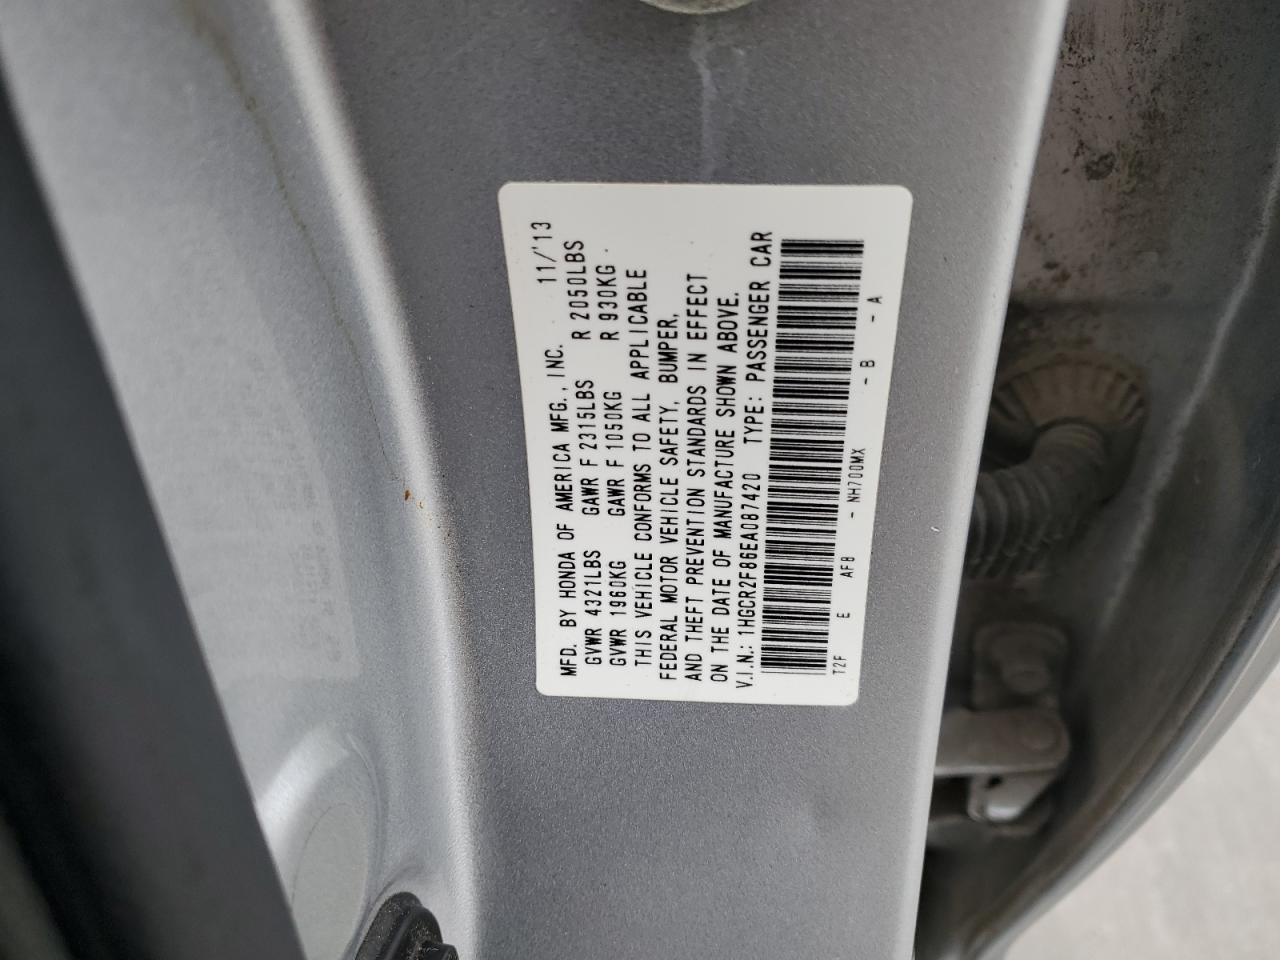 MFD. BY HONDA OF AMERICA MFG., INC. 11/'13
GVWR 4321LBS GAWR F 2315LBS R 2050LBS
GVWR 1960KG GAWR F 1050KG R 930KG.
THIS VEHICLE CONFORMS TO ALL APPLICABLE
FEDERAL MOTOR VEHICLE SAFETY, BUMPER,
AND THEFT PREVENTION STANDARDS IN EFFECT
ON THE DATE OF MANUFACTURE SHOWN ABOVE.
V.I.N.: 1HGCR2F86EA087420 TYPE: PASSENGER CAR
T2F E AF8 - NH700MX - B - A